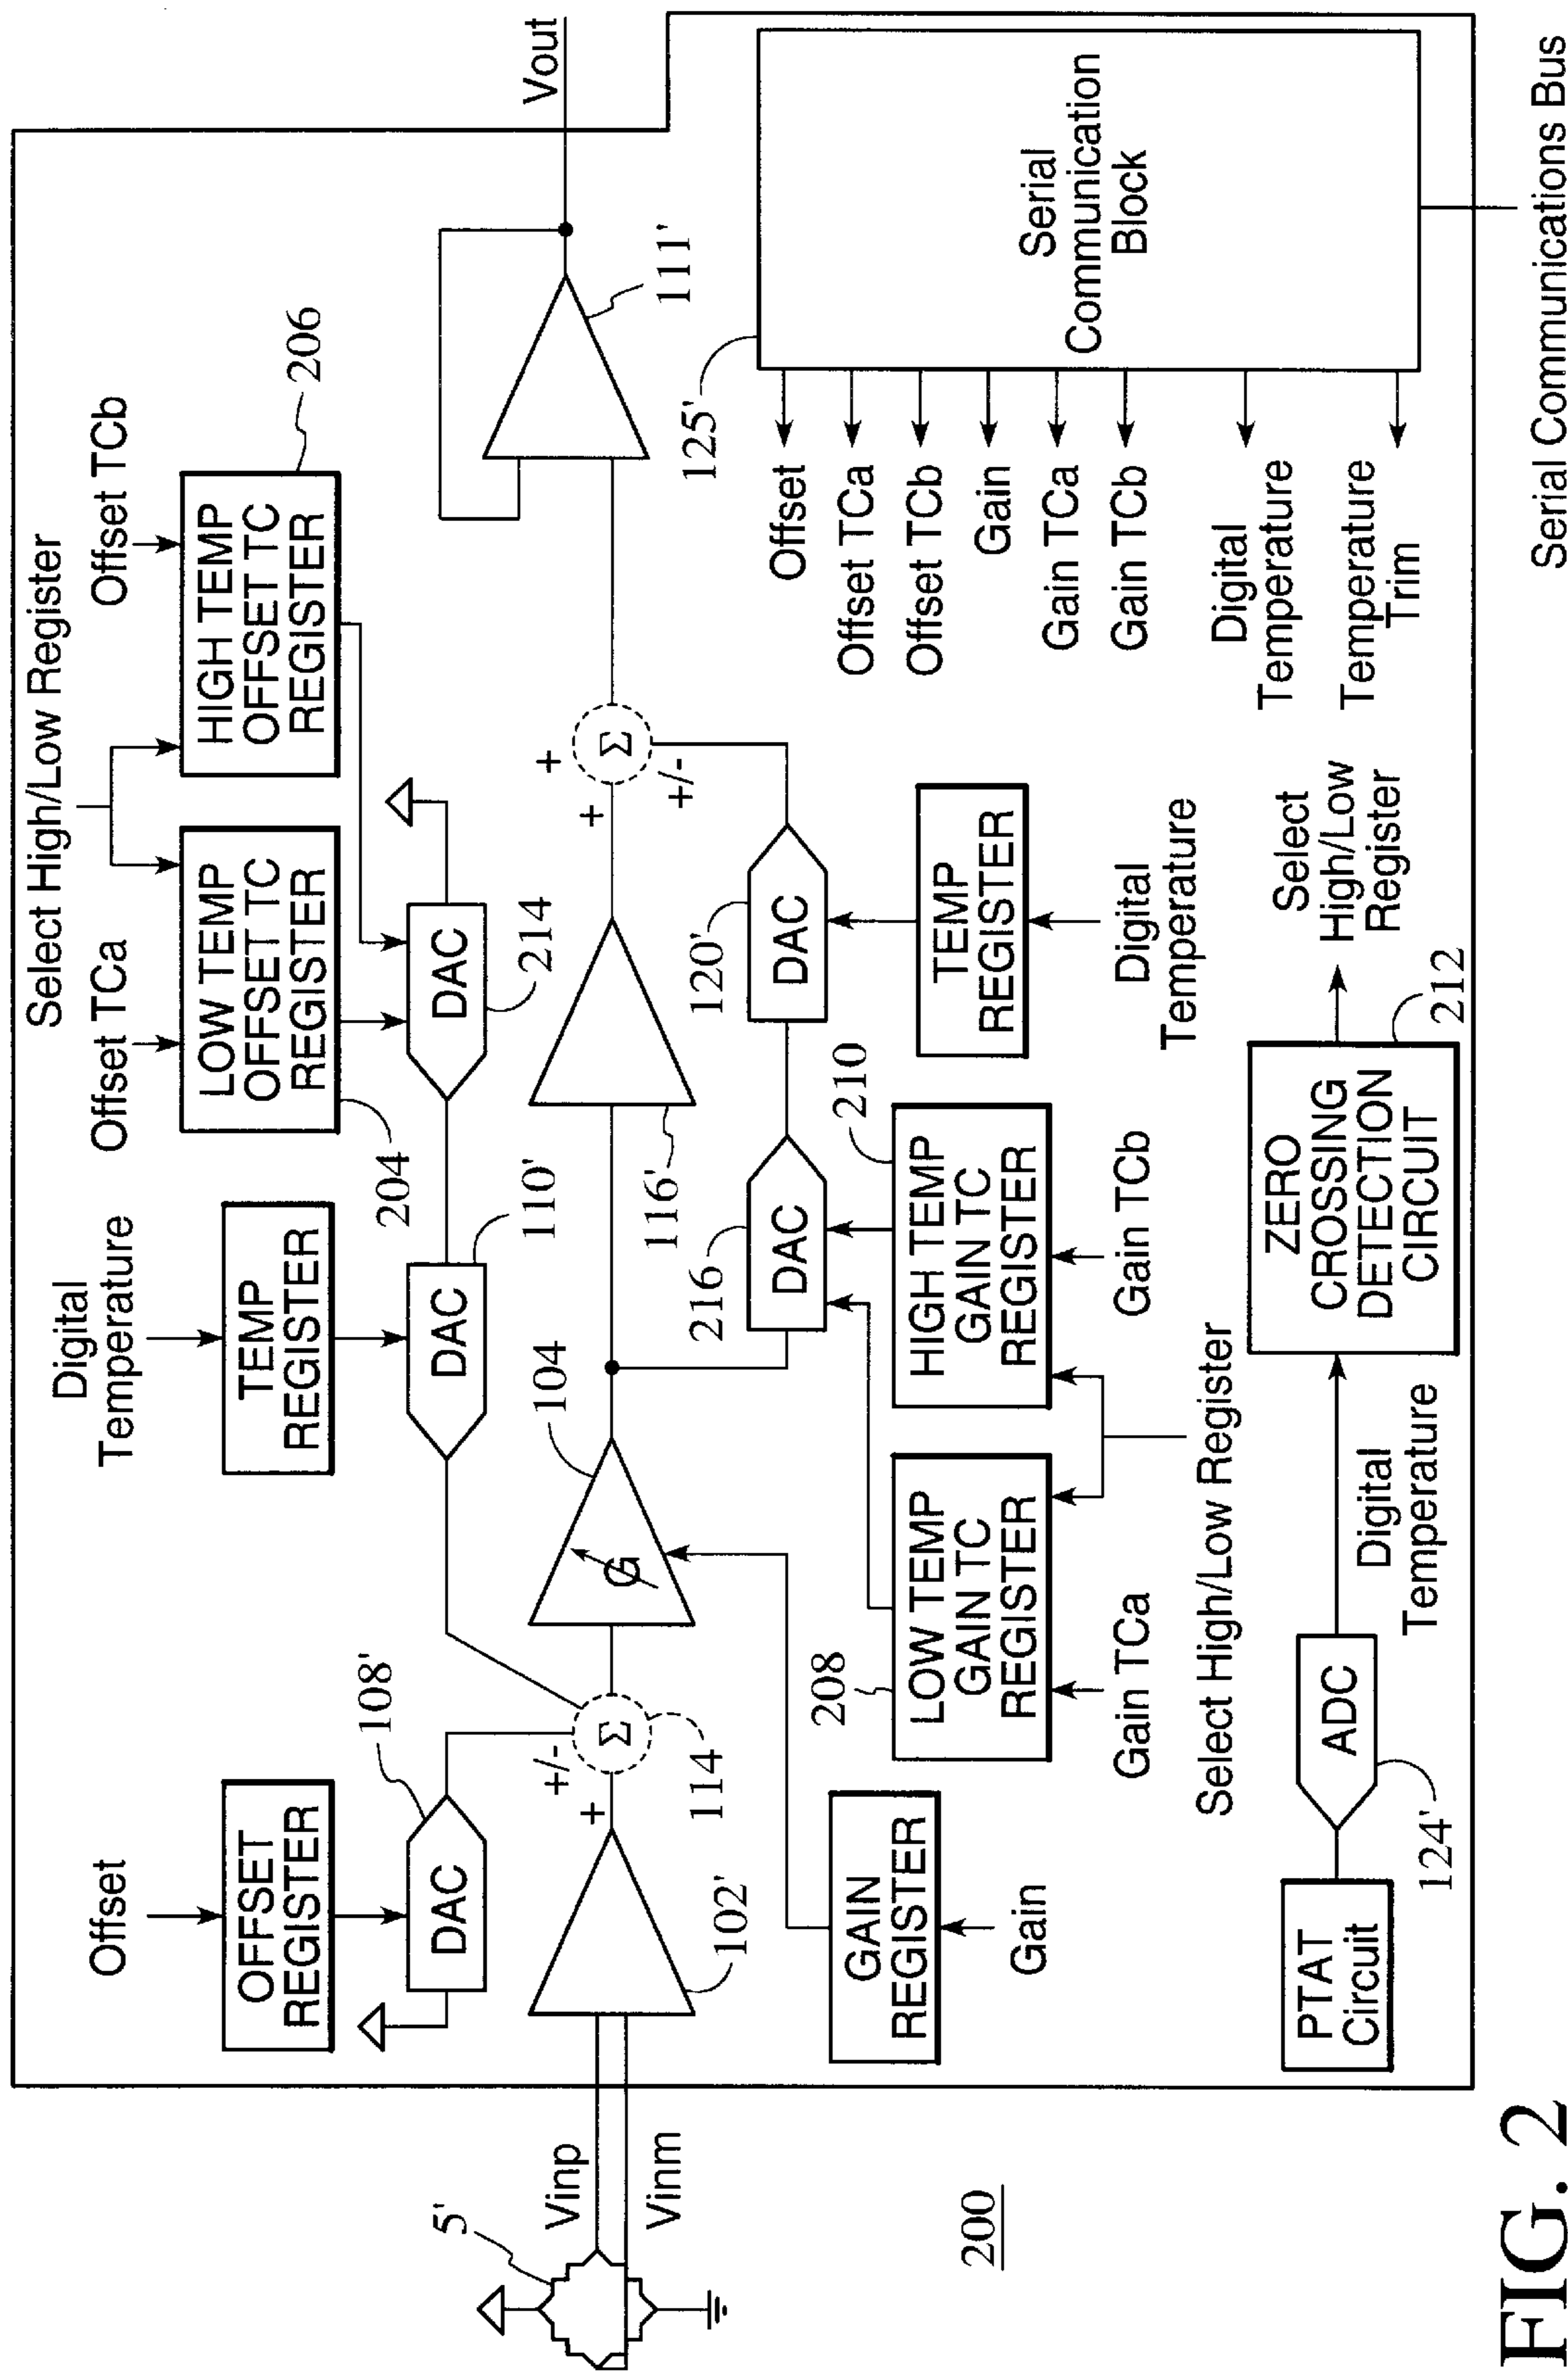 Select High/Low Register
Digital
Temperature
Offset TCa
Offset TCb
Offset
OFFSET
REGISTER
TEMP
REGISTER
LOW TEMP
OFFSET TC
REGISTER
HIGH TEMP
OFFSET TC
REGISTER
206
204
108'
DAC
110'
DAC
DAC
214
Vout
5'
Vinp
Vinm
102'
+
+/-
Σ
114
G
104
116'
+
+
+/-
Σ
111'
216
DAC
120'
DAC
125'
Serial
Communication
Block
Offset
Offset TCa
Offset TCb
Gain
Gain TCa
Gain TCb
Digital
Temperature
Temperature
Trim
GAIN
REGISTER
Gain
208
LOW TEMP
GAIN TC
REGISTER
Gain TCa
210
HIGH TEMP
GAIN TC
REGISTER
Gain TCb
TEMP
REGISTER
Digital
Temperature
Select High/Low Register
PTAT
Circuit
ADC
124'
Digital
Temperature
ZERO
CROSSING
DETECTION
CIRCUIT
212
Select
High/Low
Register
Serial Communications Bus
200
FIG. 2